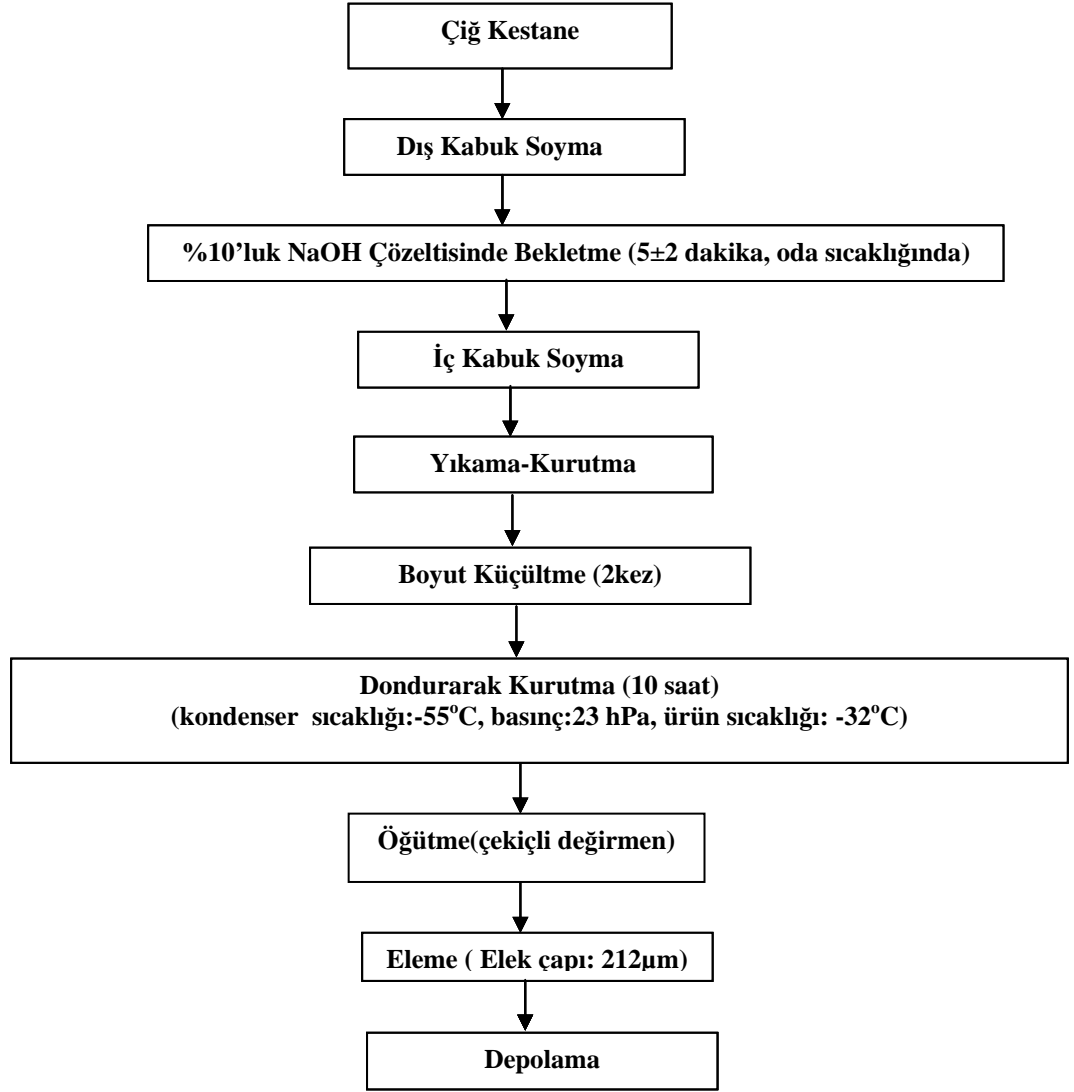 Çiğ Kestane
Dış Kabuk Soyma
%10’luk NaOH Çözeltisinde Bekletme (5±2 dakika, oda sıcaklığında)
İç Kabuk Soyma
Yıkama-Kurutma
Boyut Küçültme (2kez)
Dondurarak Kurutma (10 saat)
(kondenser sıcaklığı:-55°C, basınç:23 hPa, ürün sıcaklığı: -32°C)
Öğütme(çekiçli değirmen)
Eleme ( Elek çapı: 212µm)
Depolama